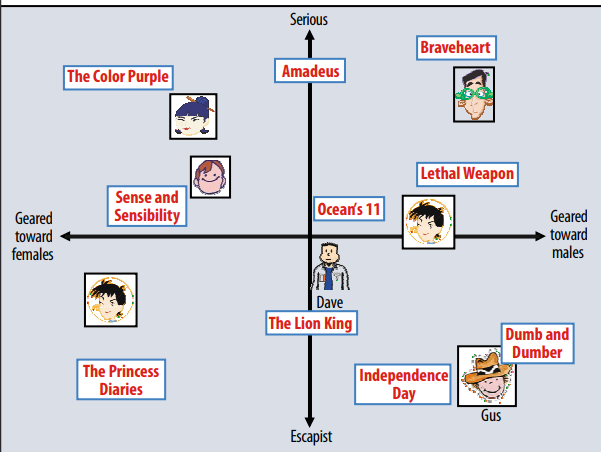 Serious
Braveheart
The Color Purple
Amadeus
Lethal Weapon
Sense and
Sensibility
Ocean's 11
Geared
toward
females
Geared
toward
males
Dave
The Lion King
Dumb and
Dumber
The Princess
Diaries
Independence
Day
Gus
Escapist